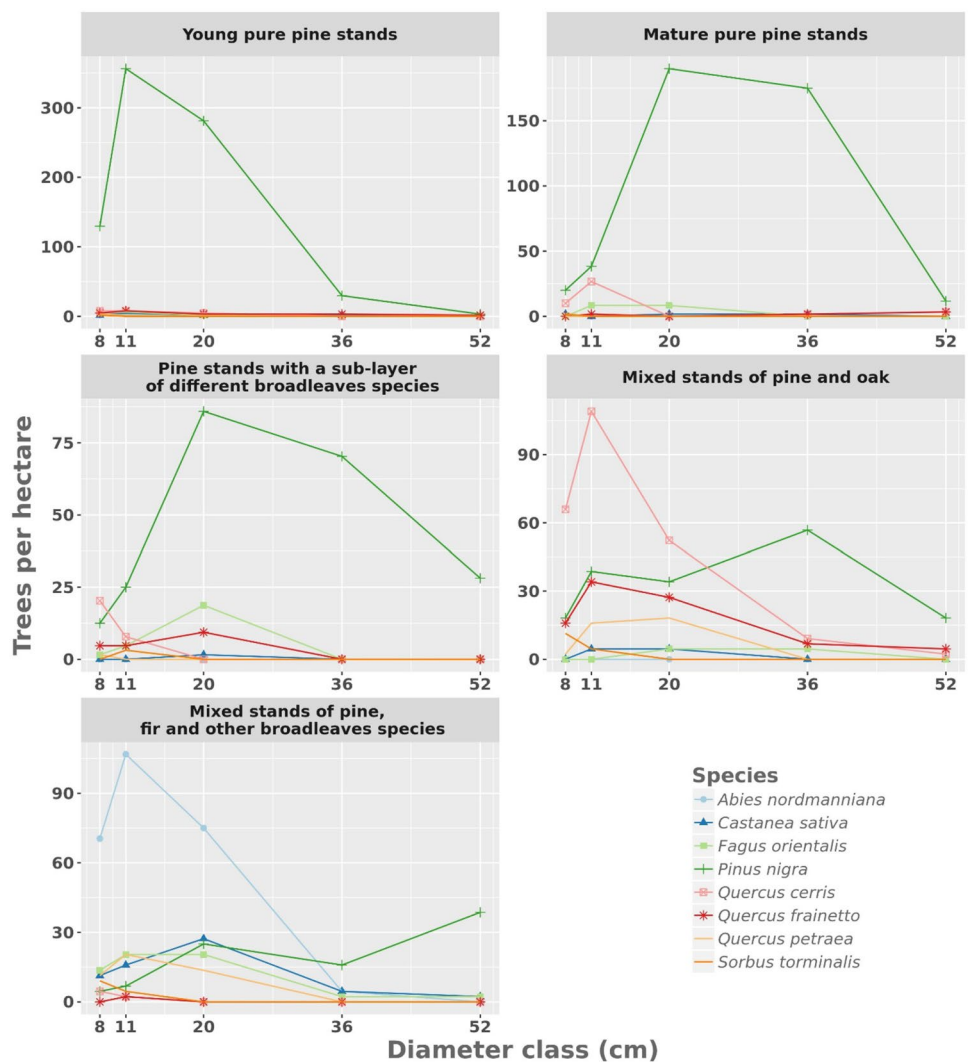 Young pure pine stands
Mature pure pine stands
300
200
100
0
8 11 20 36 52
150
100
50
0
8 11 20 36 52
Pine stands with a sub-layer
of different broadleaves species
Mixed stands of pine and oak
Trees per hectare
75
50
25
0
8 11 20 36 52
90
60
30
0
8 11 20 36 52
Mixed stands of pine,
fir and other broadleaves species
90
60
30
0
8 11 20 36 52
Diameter class (cm)
Species
Abies nordmanniana
Castanea sativa
Fagus orientalis
Pinus nigra
Quercus cerris
Quercus frainetto
Quercus petraea
Sorbus torminalis